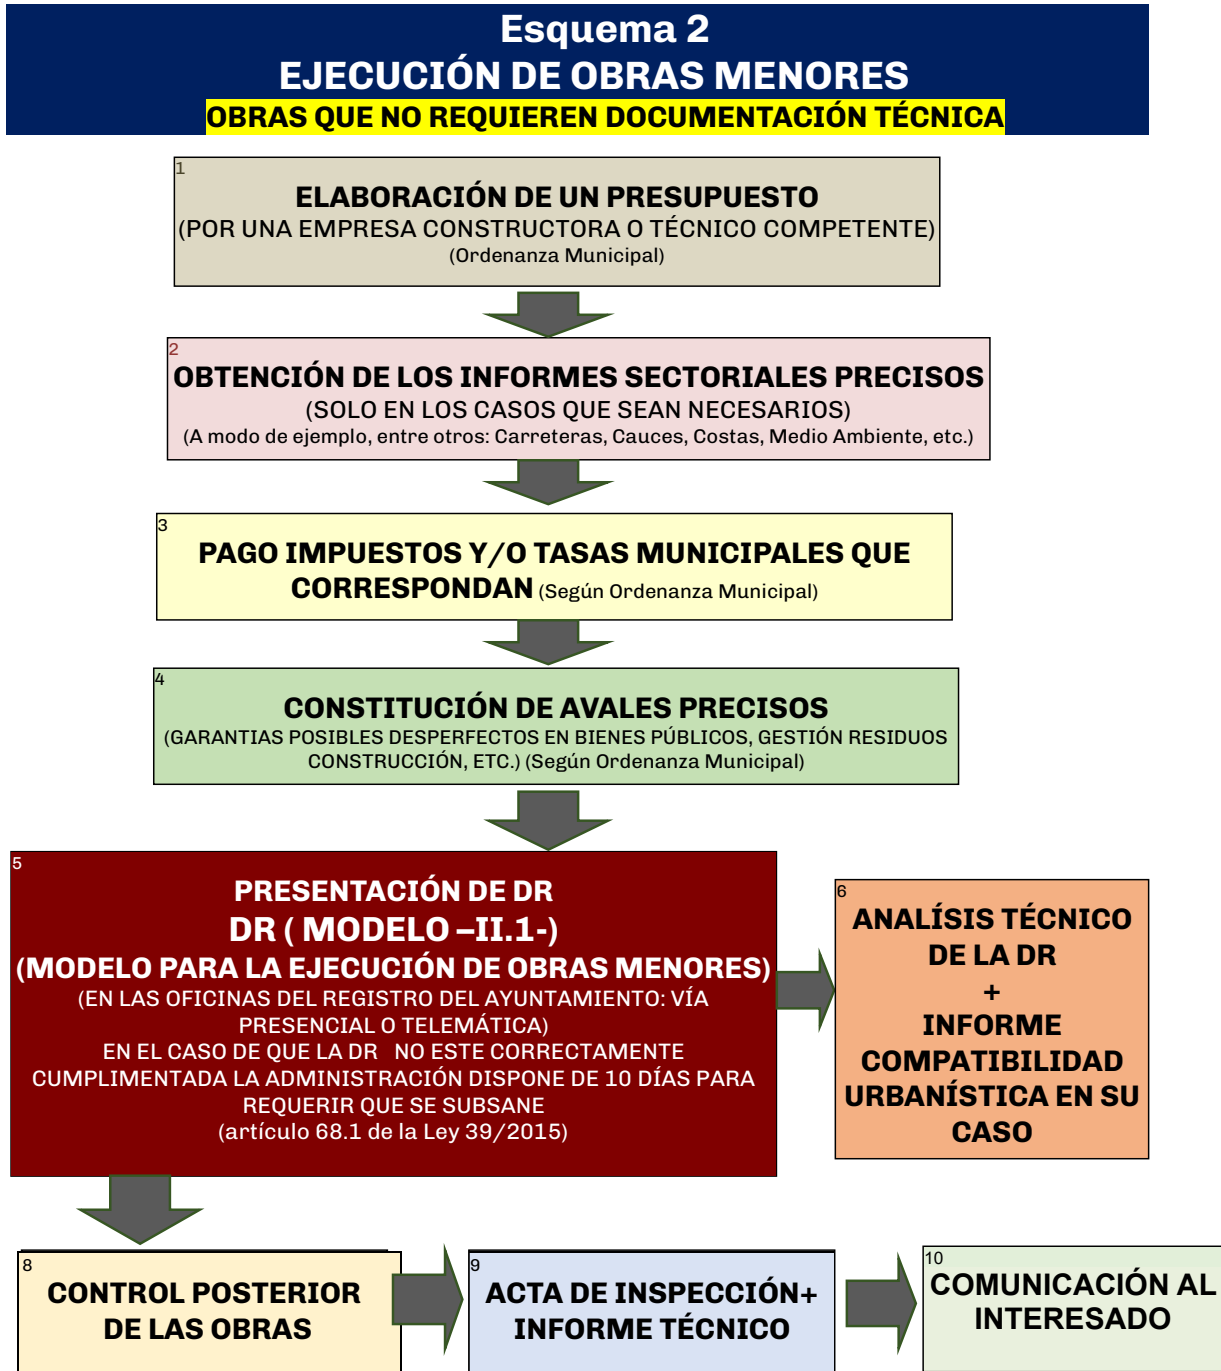 Esquema 2
EJECUCIÓN DE OBRAS MENORES
OBRAS QUE NO REQUIEREN DOCUMENTACIÓN TÉCNICA
1
ELABORACIÓN DE UN PRESUPUESTO
(POR UNA EMPRESA CONSTRUCTORA O TÉCNICO COMPETENTE)
(Ordenanza Municipal)
2
OBTENCIÓN DE LOS INFORMES SECTORIALES PRECISOS
(SOLO EN LOS CASOS QUE SEAN NECESARIOS)
(A modo de ejemplo, entre otros: Carreteras, Cauces, Costas, Medio Ambiente, etc.)
3
PAGO IMPUESTOS Y/O TASAS MUNICIPALES QUE
CORRESPONDAN (Según Ordenanza Municipal)
4
CONSTITUCIÓN DE AVALES PRECISOS
(GARANTIAS POSIBLES DESPERFECTOS EN BIENES PÚBLICOS, GESTIÓN RESIDUOS
CONSTRUCCIÓN, ETC.) (Según Ordenanza Municipal)
5
PRESENTACIÓN DE DR
DR ( MODELO –II.1-)
(MODELO PARA LA EJECUCIÓN DE OBRAS MENORES)
(EN LAS OFICINAS DEL REGISTRO DEL AYUNTAMIENTO: VÍA
PRESENCIAL O TELEMÁTICA)
EN EL CASO DE QUE LA DR NO ESTE CORRECTAMENTE
CUMPLIMENTADA LA ADMINISTRACIÓN DISPONE DE 10 DÍAS PARA
REQUERIR QUE SE SUBSANE
(artículo 68.1 de la Ley 39/2015)
6
ANALÍSIS TÉCNICO
DE LA DR
+
INFORME
COMPATIBILIDAD
URBANÍSTICA EN SU
CASO
8
CONTROL POSTERIOR
DE LAS OBRAS
9
ACTA DE INSPECCIÓN+
INFORME TÉCNICO
10
COMUNICACIÓN AL
INTERESADO